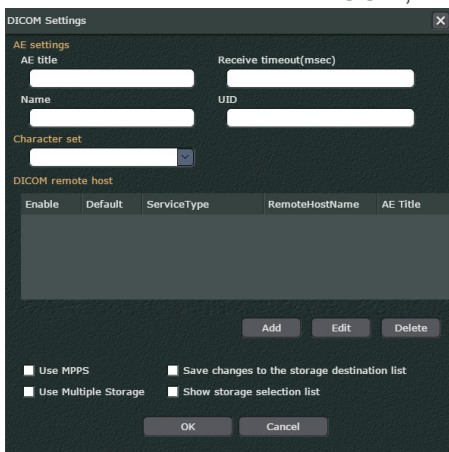 DICOM Settings
AE settings
AE title Receive timeout(msec)
Name UID
Character set
DICOM remote host
Enable Default ServiceType RemoteHostName AE Title
Add Edit Delete
Use MPPS Save changes to the storage destination list
Use Multiple Storage Show storage selection list
OK Cancel